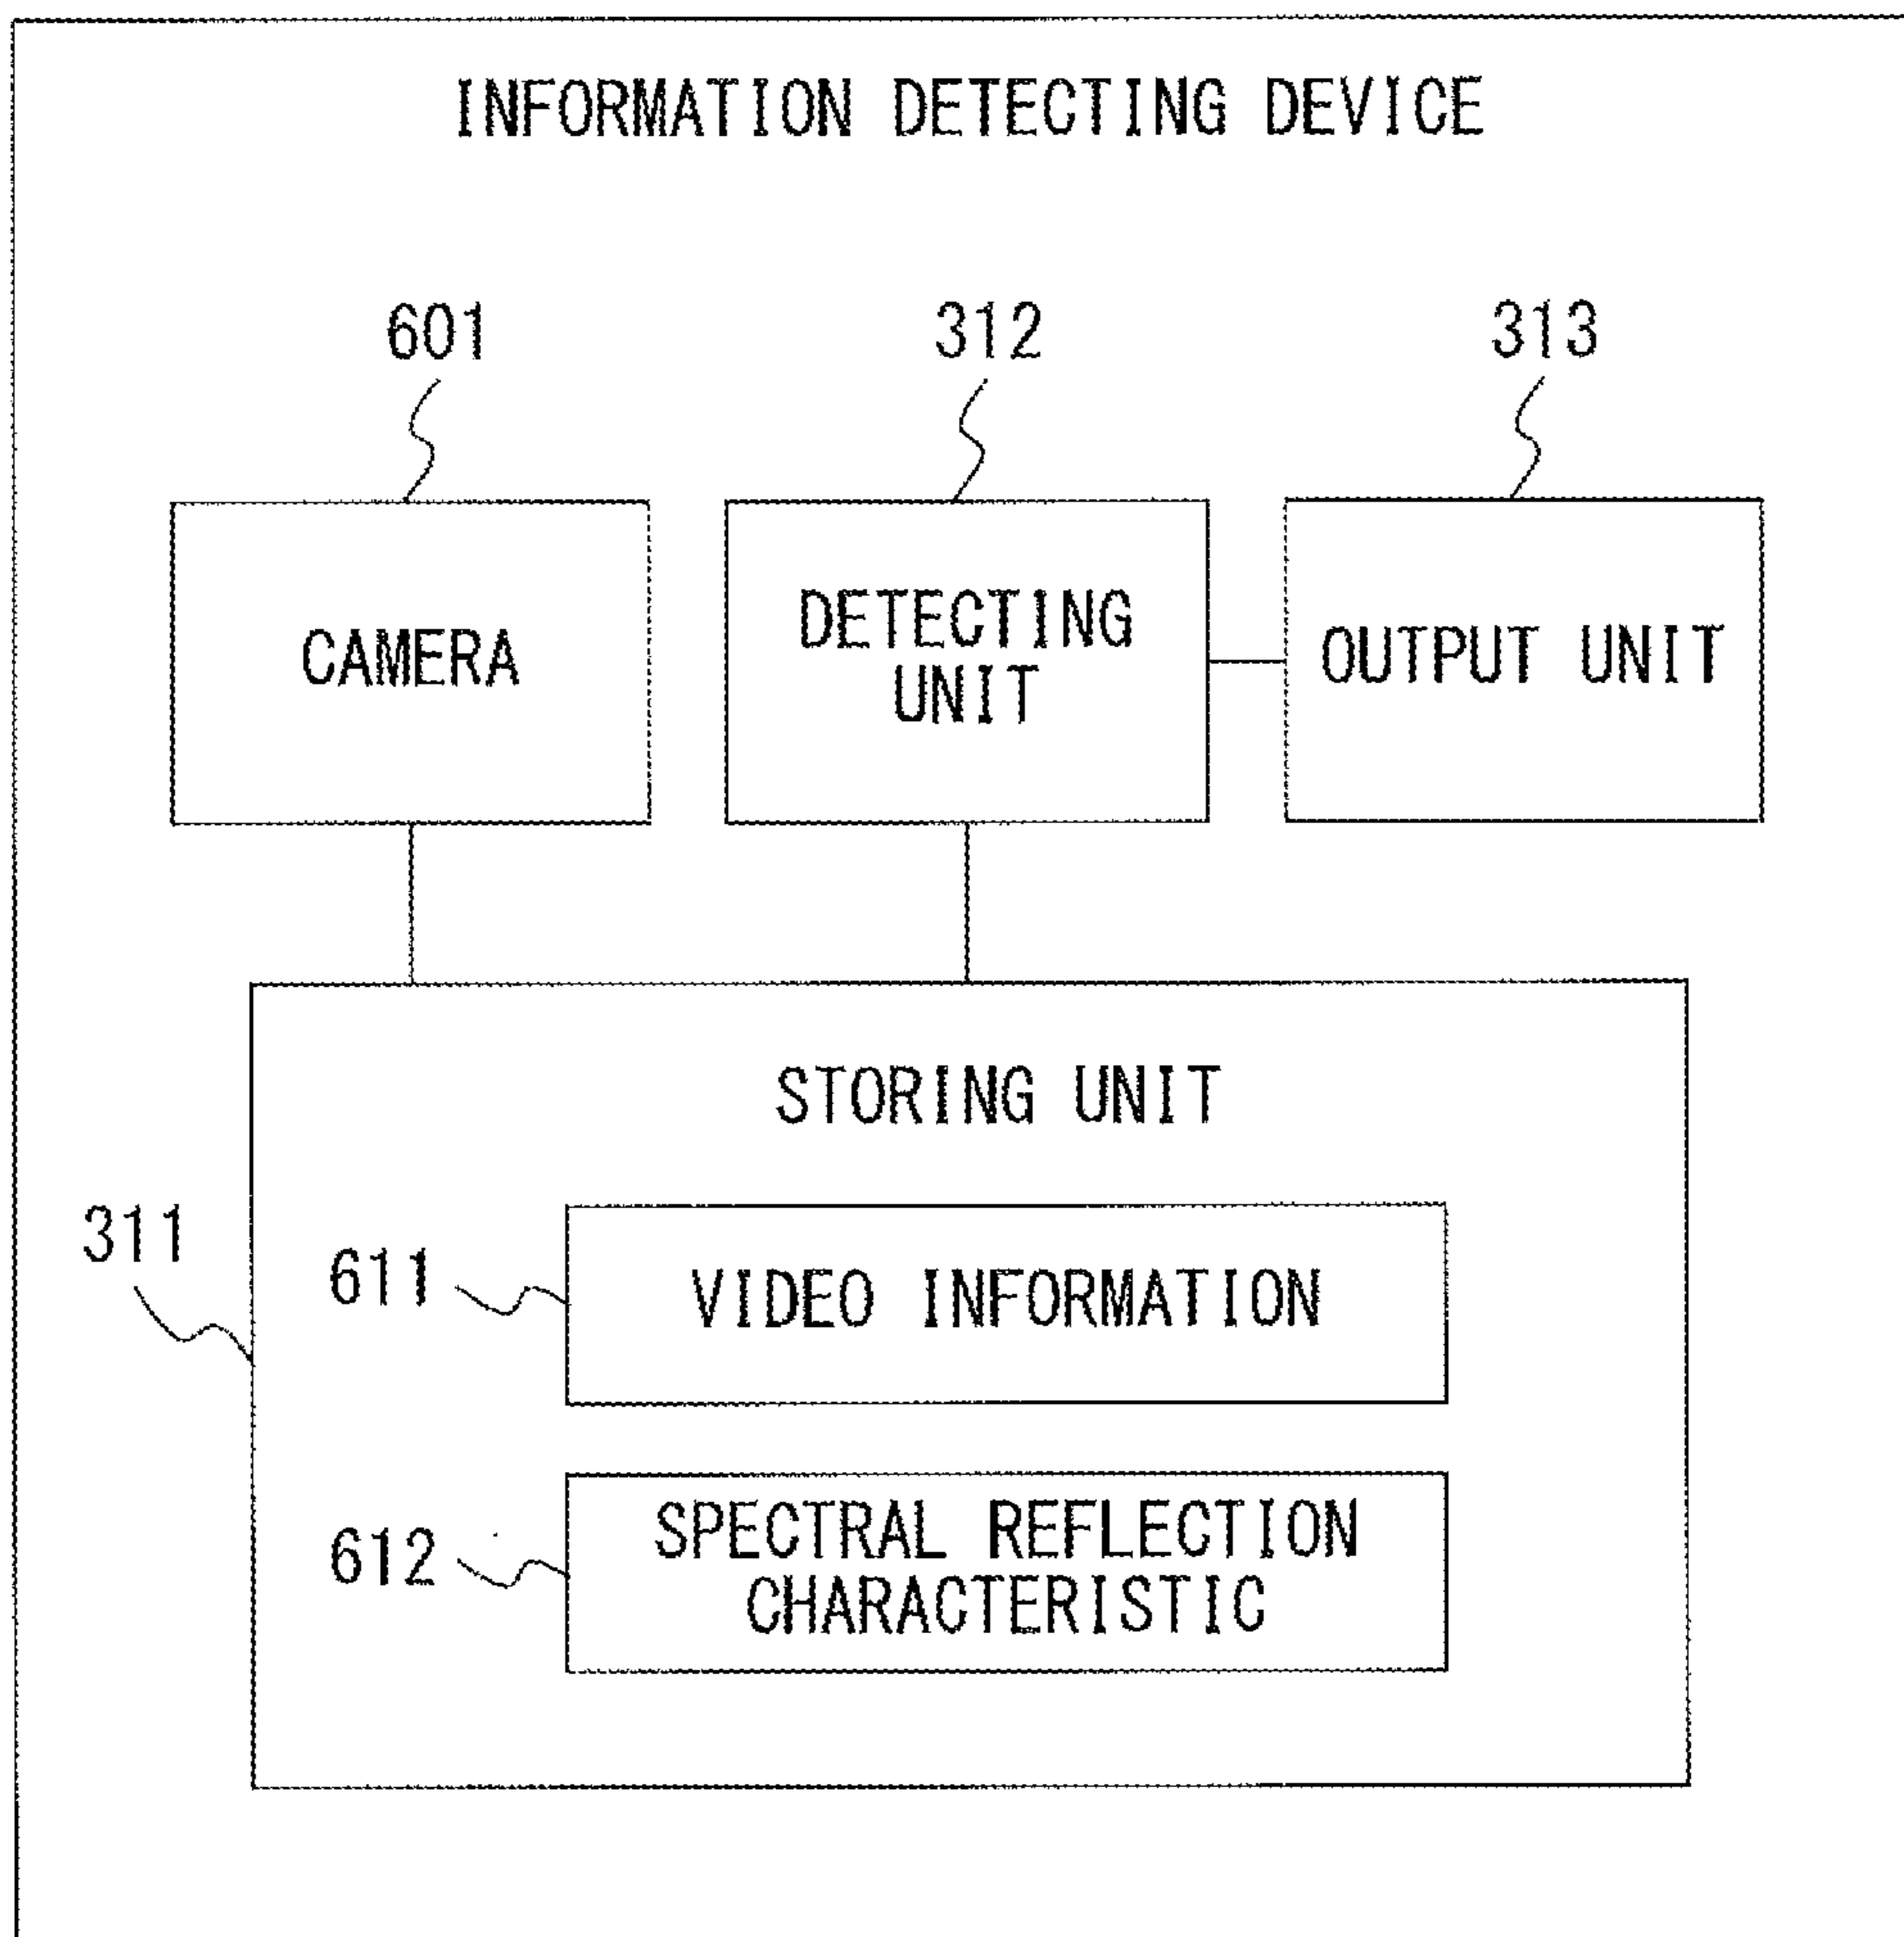 INFORMATION DETECTING DEVICE
601
312
313
CAMERA
DETECTING
UNIT
OUTPUT UNIT
STORING UNIT
311
611
VIDEO INFORMATION
612
SPECTRAL REFLECTION
CHARACTERISTIC